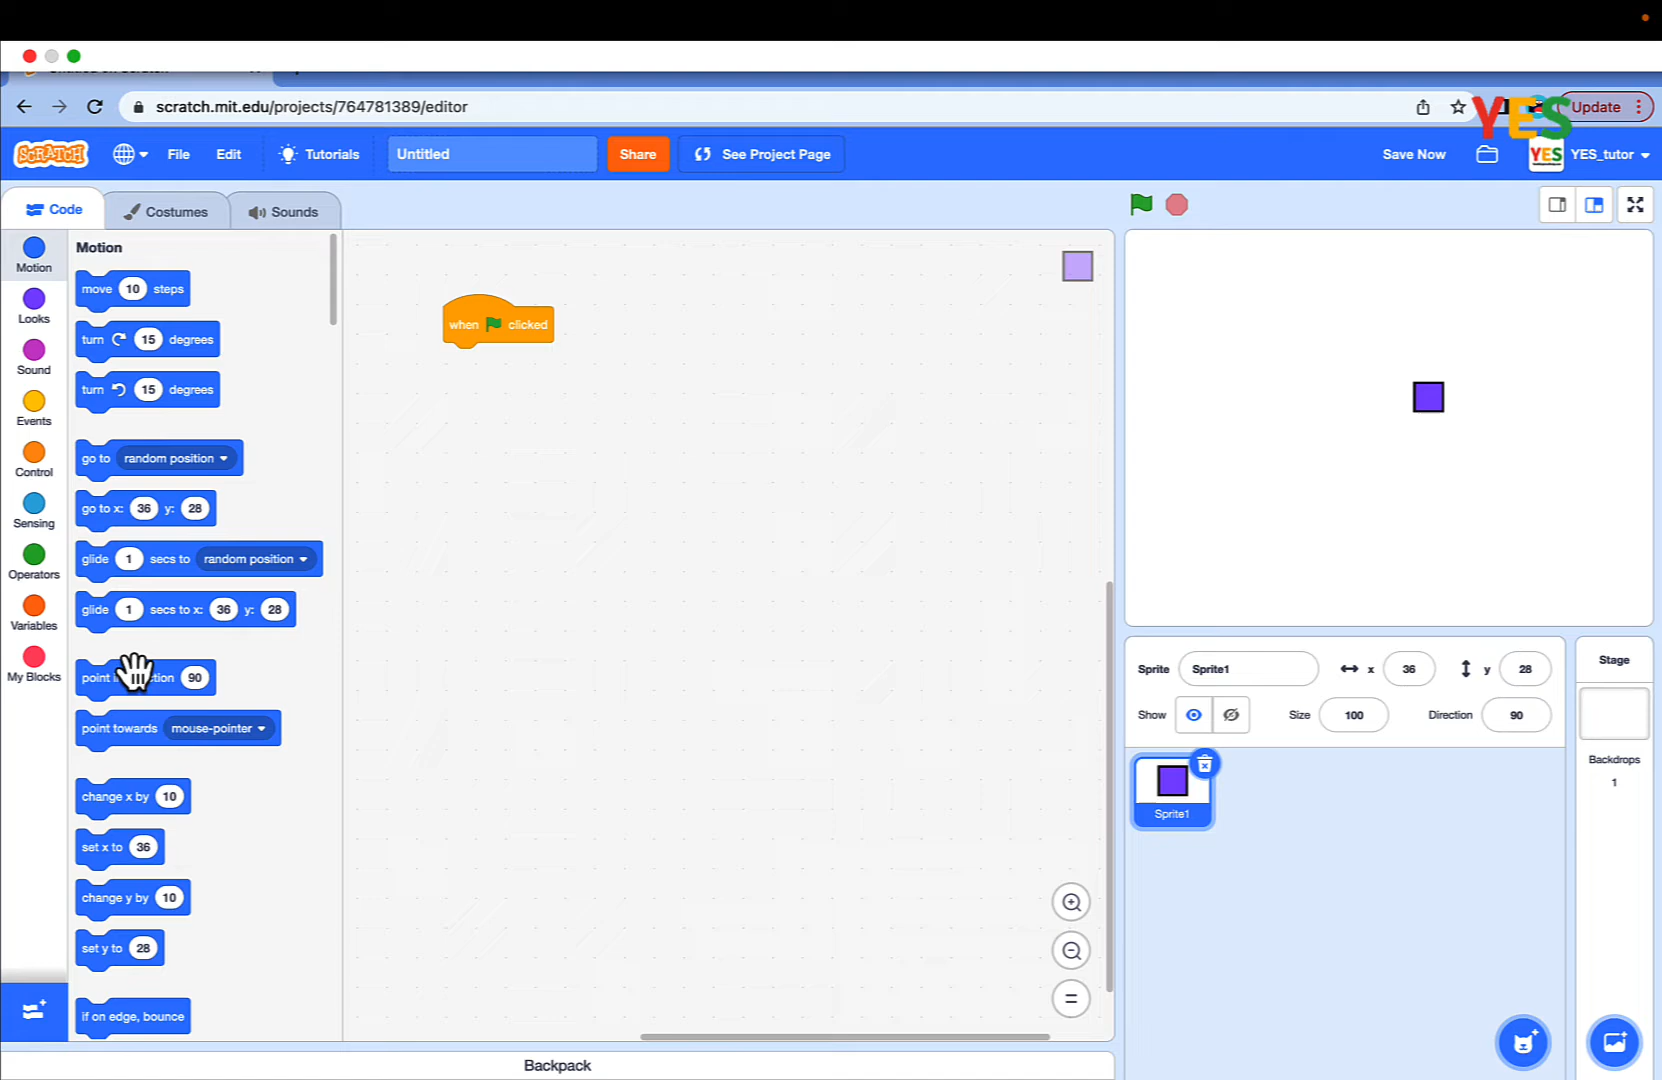 scratch.mit.edu/projects/764781389/editor
Update
YES
SCRATCH
File
Edit
Tutorials
Untitled
Share
See Project Page
Save Now
YES
YES_tutor
Code
Costumes
Sounds
Motion
Looks
Sound
Events
Control
Sensing
Operators
Variables
My Blocks
Motion
move 10 steps
turn 15 degrees
turn 15 degrees
go to random position
go to x: 36 y: 28
glide 1 secs to random position
glide 1 secs to x: 36 y: 28
point 90
point towards mouse-pointer
change x by 10
set x to 36
change y by 10
set y to 28
if on edge, bounce
when clicked
Backpack
Sprite Sprite1 x 36 y 28
Show Size 100 Direction 90
Sprite1
Stage
Backdrops
1